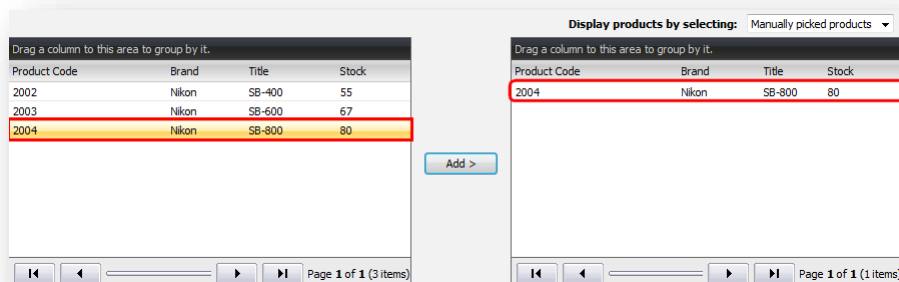 Display products by selecting: Manually picked products
Drag a column to this area to group by it.
Product Code Brand Title Stock
2002 Nikon SB-400 55
2003 Nikon SB-600 67
2004 Nikon SB-800 80
Page 1 of 1 (3 items)
Add >
Drag a column to this area to group by it.
Product Code Brand Title Stock
2004 Nikon SB-800 80
Page 1 of 1 (1 items)